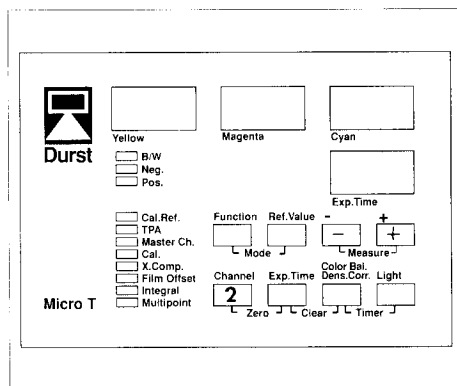 Yellow
Magenta
Cyan
Durst
B/W
Neg.
Pos.
Exp.Time
Cal.Ref.
TPA
Master Ch.
Cal.
X.Comp.
Film Offset
Integral
Multipoint
Function
Ref.Value
-
+
−
+
Mode
Measure
Channel
Exp.Time
Color Bal.
Dens.Corr.
Light
2
Zero
Clear
Timer
Micro T